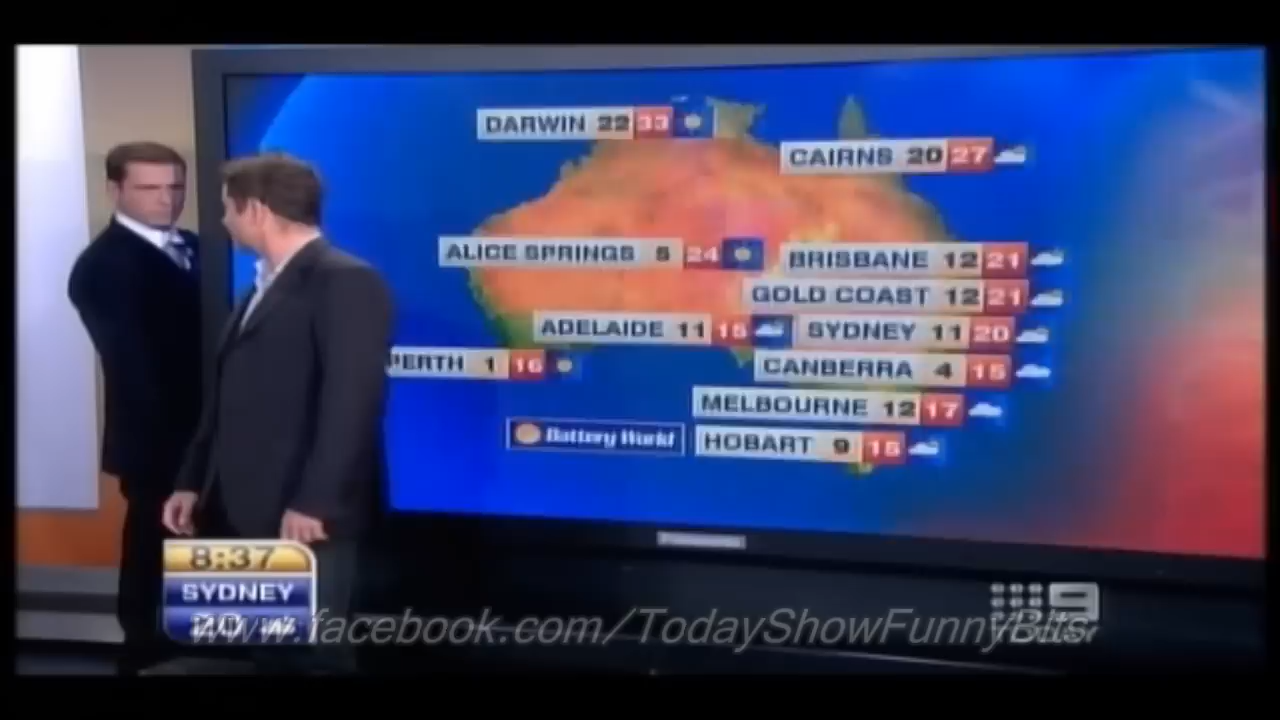 DARWIN 22 33
CAIRNS 20 27
ALICE SPRINGS 5 24
BRISBANE 12 21
GOLD COAST 12 21
ADELAIDE 11 15
SYDNEY 11 20
PERTH 1 16
CANBERRA 4 15
MELBOURNE 12 17
Battery World
HOBART 9 15
Panasonic
8:37
SYDNEY
9
www.facebook.com/TodayShowFunnyBits